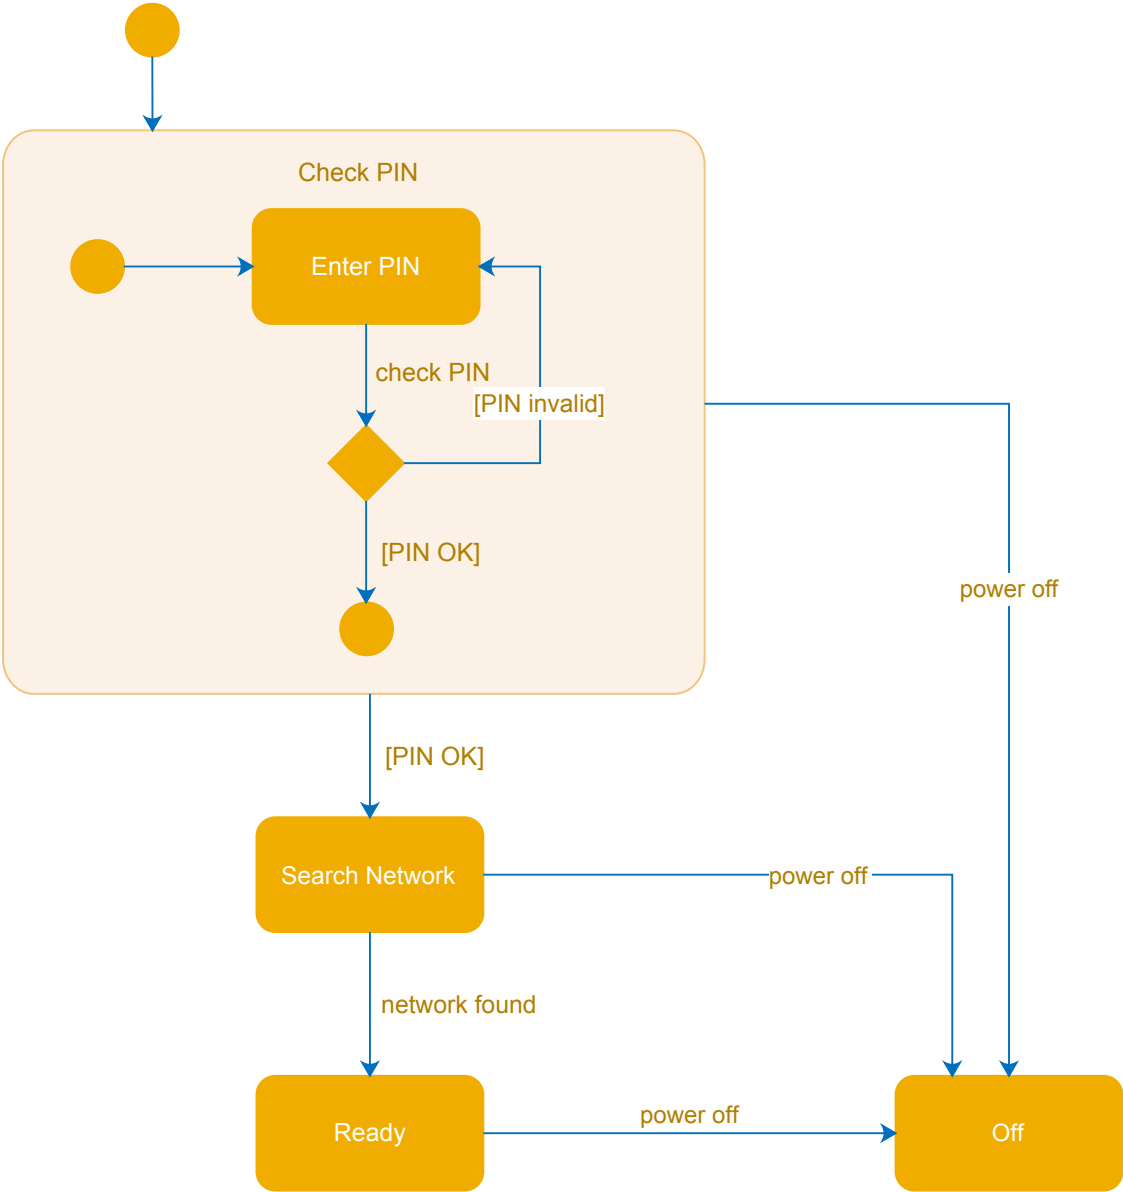 Check PIN
Enter PIN
check PIN
[PIN invalid]
[PIN OK]
power off
[PIN OK]
Search Network
power off
network found
Ready
power off
Off